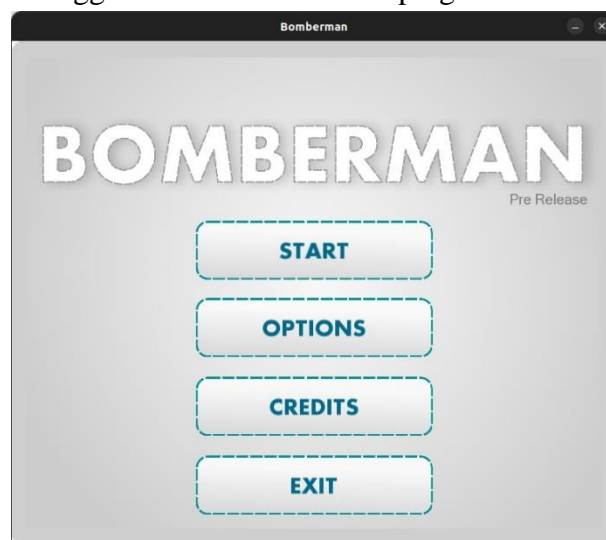 Bomberman
BOMBERMAN
Pre Release
START
OPTIONS
CREDITS
EXIT